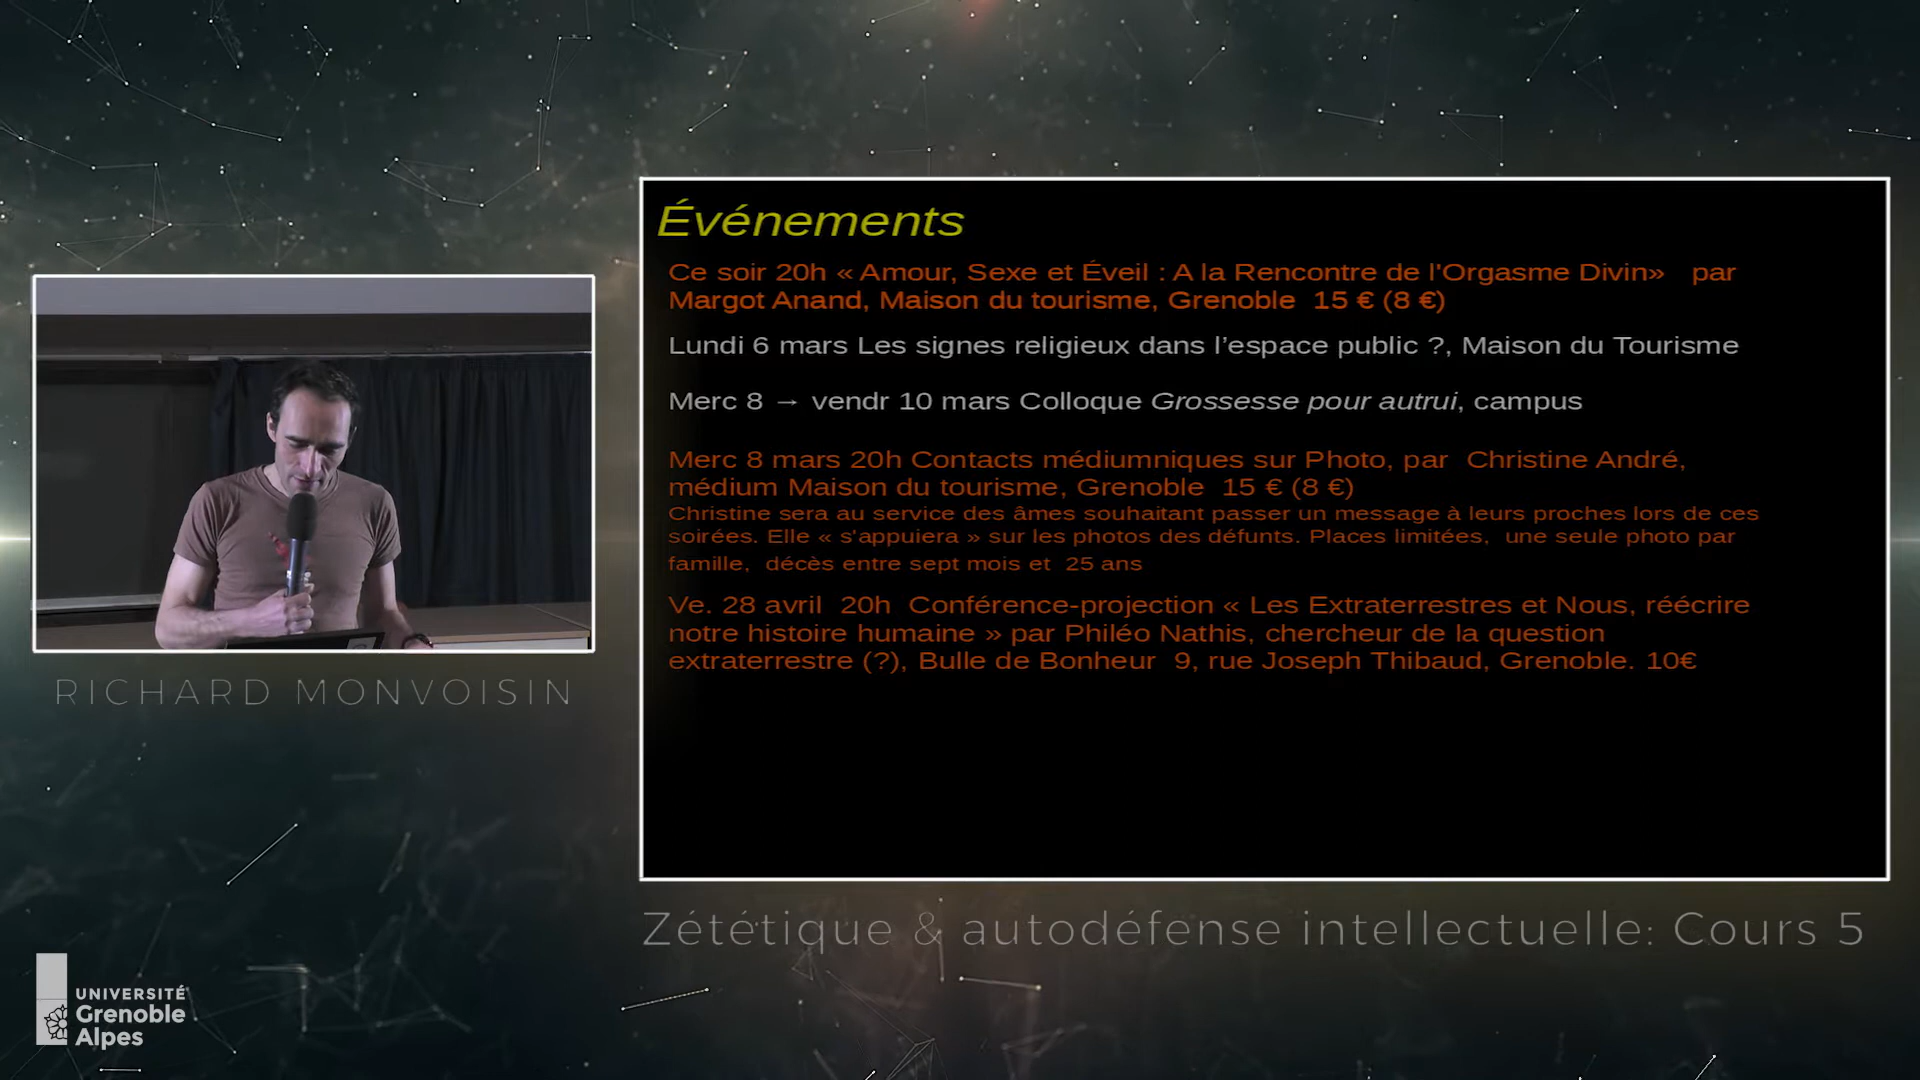 Événements
Ce soir 20h « Amour, Sexe et Éveil : A la Rencontre de l'Orgasme Divin» par
Margot Anand, Maison du tourisme, Grenoble 15 € (8 €)
Lundi 6 mars Les signes religieux dans l’espace public ?, Maison du Tourisme
Merc 8 → vendr 10 mars Colloque Grossesse pour autrui, campus
Merc 8 mars 20h Contacts médiumniques sur Photo, par Christine André,
médium Maison du tourisme, Grenoble 15 € (8 €)
Christine sera au service des âmes souhaitant passer un message à leurs proches lors de ces
soirées. Elle « s'appuiera » sur les photos des défunts. Places limitées, une seule photo par
famille, décès entre sept mois et 25 ans
Ve. 28 avril 20h Conférence-projection « Les Extraterrestres et Nous, réécrire
notre histoire humaine » par Philéo Nathis, chercheur de la question
extraterrestre (?), Bulle de Bonheur 9, rue Joseph Thibaud, Grenoble. 10€
RICHARD MONVOISIN
Zététique & autodéfense intellectuelle: Cours 5
UNIVERSITÉ
Grenoble
Alpes